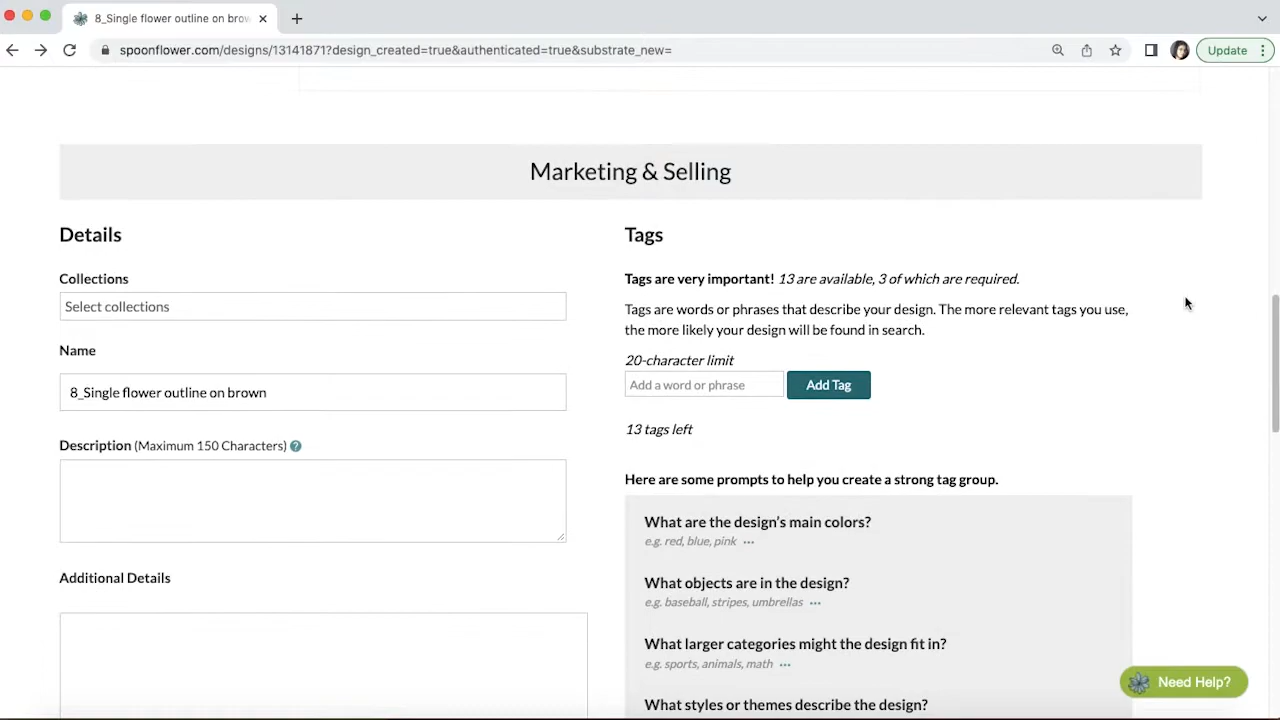 8_Single flower outline on brow
spoonflower.com/designs/13141871?design_created=true&authenticated=true&substrate_new=
Update
Marketing & Selling
Details
Collections
Select collections
Name
8_Single flower outline on brown
Description (Maximum 150 Characters) ?
Additional Details
Tags
Tags are very important! 13 are available, 3 of which are required.
Tags are words or phrases that describe your design. The more relevant tags you use,
the more likely your design will be found in search.
20-character limit
Add a word or phrase
Add Tag
13 tags left
Here are some prompts to help you create a strong tag group.
What are the design's main colors?
e.g. red, blue, pink ···
What objects are in the design?
e.g. baseball, stripes, umbrellas ···
What larger categories might the design fit in?
e.g. sports, animals, math ···
What styles or themes describe the design?
Need Help?